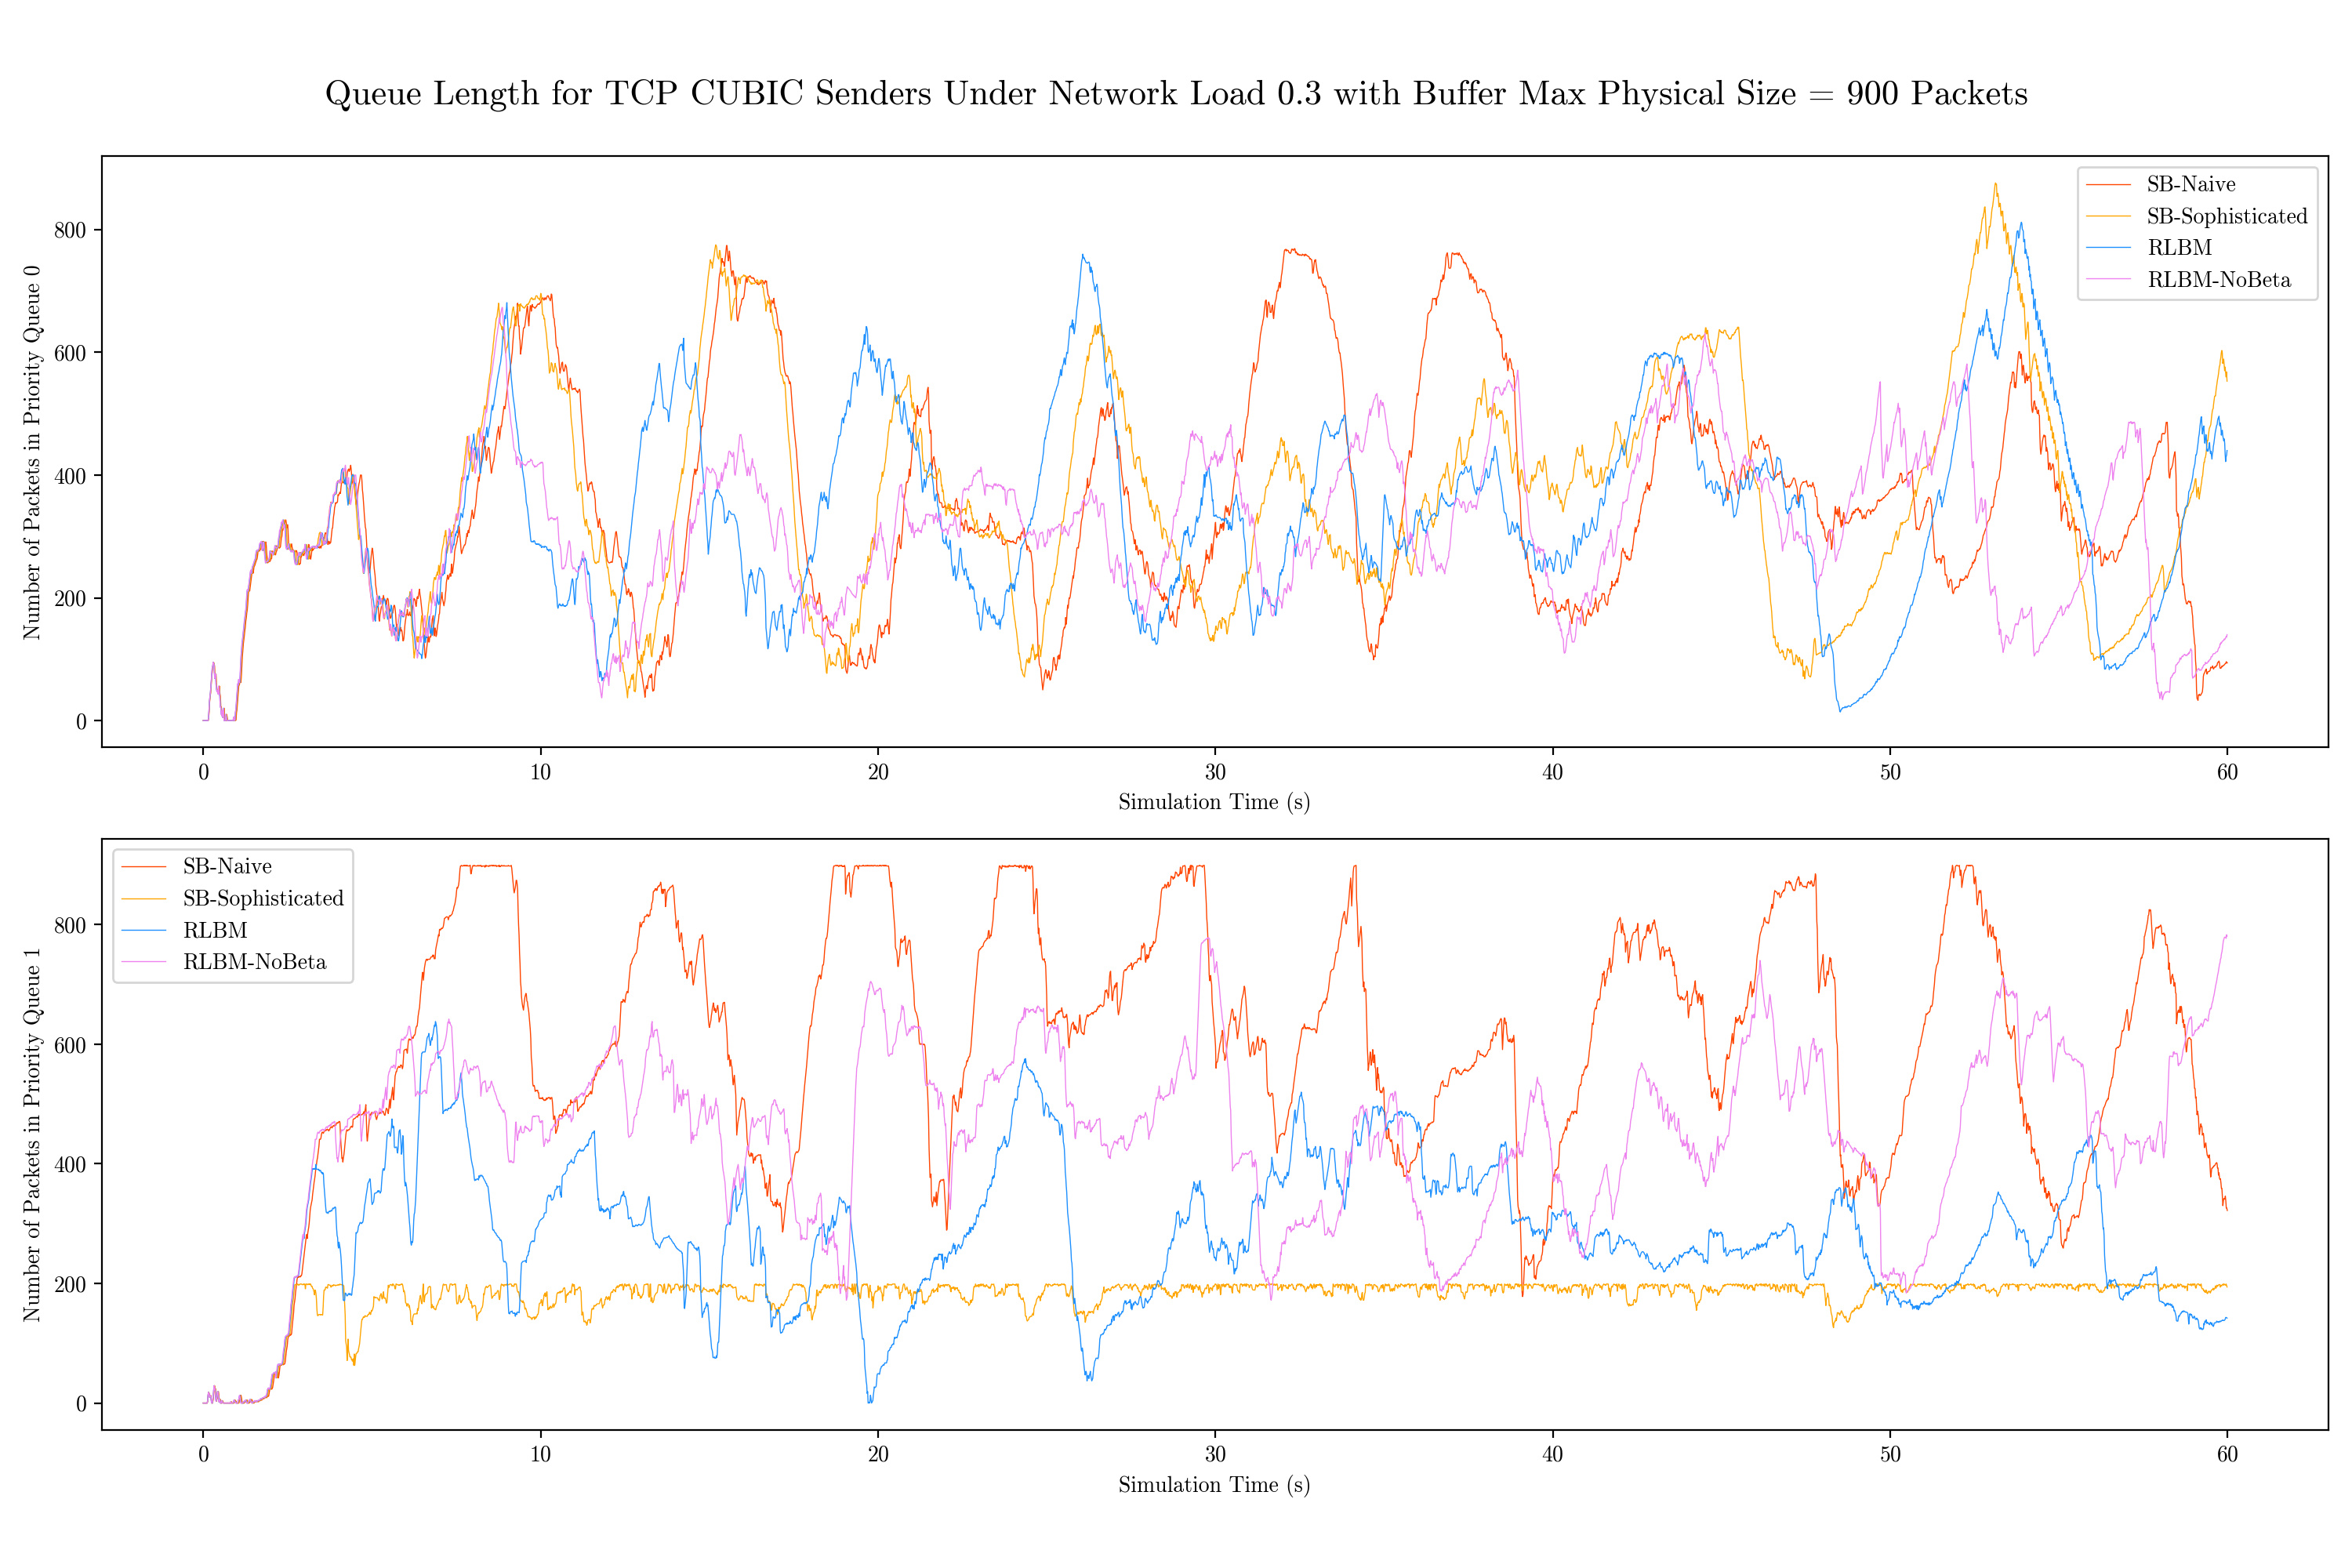 Queue Length for TCP CUBIC Senders Under Network Load 0.3 with Buffer Max Physical Size = 900 Packets
Number of Packets in Priority Queue 0
800
600
400
200
0
SB-Naive
SB-Sophisticated
RLBM
RLBM-NoBeta
0 10 20 30 40 50 60
Simulation Time (s)
Number of Packets in Priority Queue 1
800
600
400
200
0
SB-Naive
SB-Sophisticated
RLBM
RLBM-NoBeta
0 10 20 30 40 50 60
Simulation Time (s)